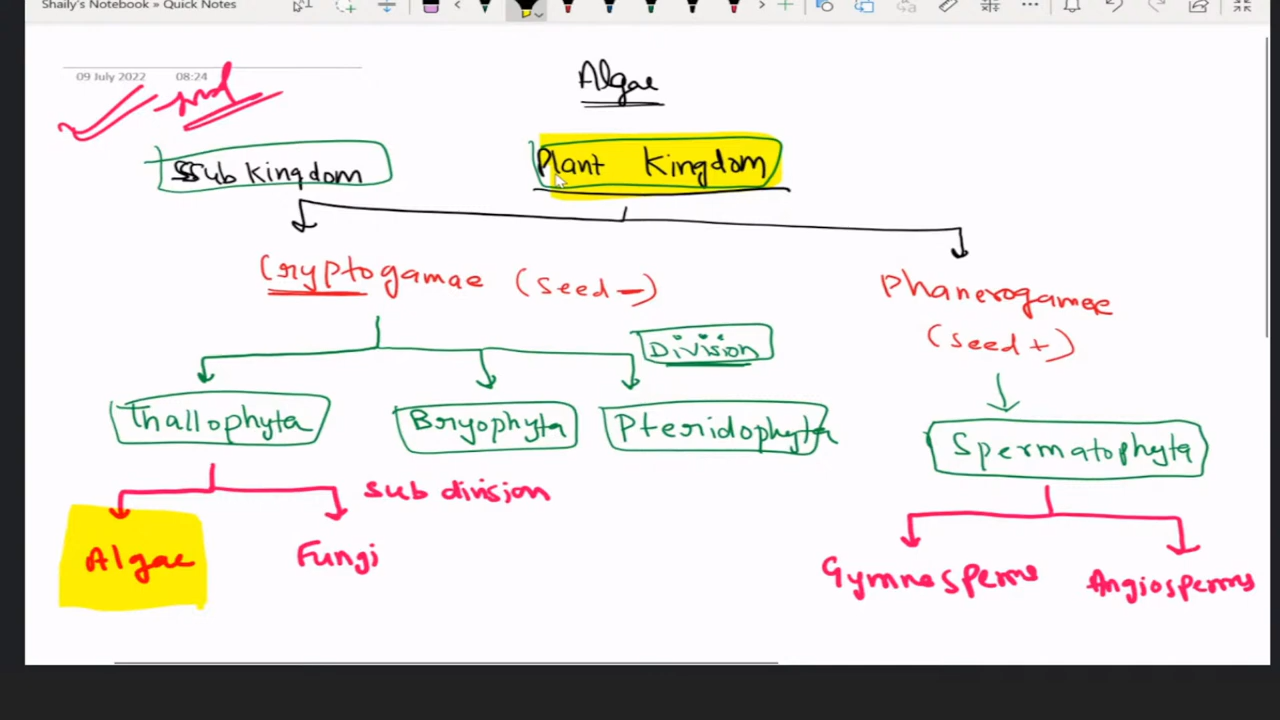 Shaily's Notebook » Quick Notes
09 July 2022 08:24
Algae
Sub kingdom
Plant Kingdom
Cryptogamae (Seed -)
Phanerogamae
(Seed +)
Division
Thallophyta
Bryophyta
Pteridophyta
Spermatophyta
Sub division
Algae
Fungi
Gymnosperms
Angiosperms